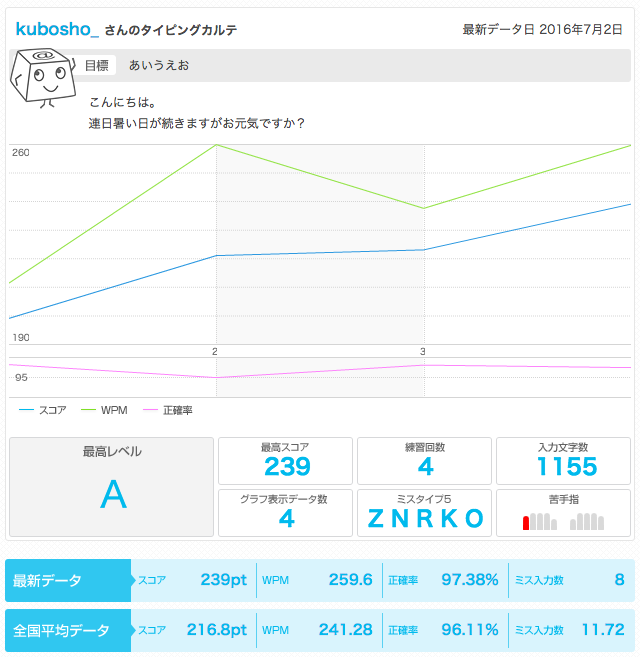 kubosho_ さんのタイピングカルテ 最新データ日 2016年7月2日
@
目標 あいうえお
こんにちは。
連日暑い日が続きますがお元気ですか？
260
190
2 3
95
スコア WPM 正確率
最高レベル
A
最高スコア
239
練習回数
4
入力文字数
1155
グラフ表示データ数
4
ミスタイプ5
Z N R K O
苦手指
最新データ スコア 239pt WPM 259.6 正確率 97.38% ミス入力数 8
全国平均データ スコア 216.8pt WPM 241.28 正確率 96.11% ミス入力数 11.72